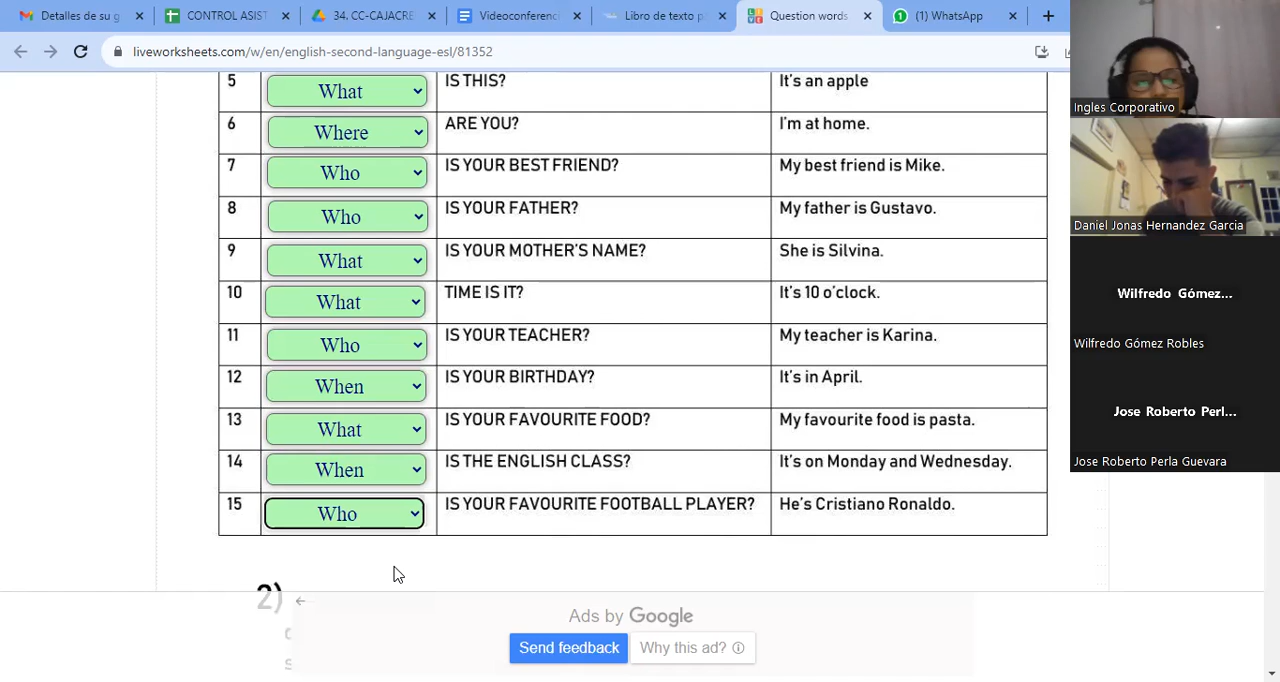 Detalles de su g
CONTROL ASIST
34. CC-CAJACRE
Videoconferenci
Libro de texto p
Question words
(1) WhatsApp
liveworksheets.com/w/en/english-second-language-esl/81352
5 What IS THIS? It's an apple
6 Where ARE YOU? I'm at home.
7 Who IS YOUR BEST FRIEND? My best friend is Mike.
8 Who IS YOUR FATHER? My father is Gustavo.
9 What IS YOUR MOTHER'S NAME? She is Silvina.
10 What TIME IS IT? It's 10 o'clock.
11 Who IS YOUR TEACHER? My teacher is Karina.
12 When IS YOUR BIRTHDAY? It's in April.
13 What IS YOUR FAVOURITE FOOD? My favourite food is pasta.
14 When IS THE ENGLISH CLASS? It's on Monday and Wednesday.
15 Who IS YOUR FAVOURITE FOOTBALL PLAYER? He's Cristiano Ronaldo.
2)
Ads by Google
Send feedback Why this ad?
Ingles Corporativo
Daniel Jonas Hernandez Garcia
Wilfredo Gómez...
Wilfredo Gómez Robles
Jose Roberto Perl...
Jose Roberto Perla Guevara